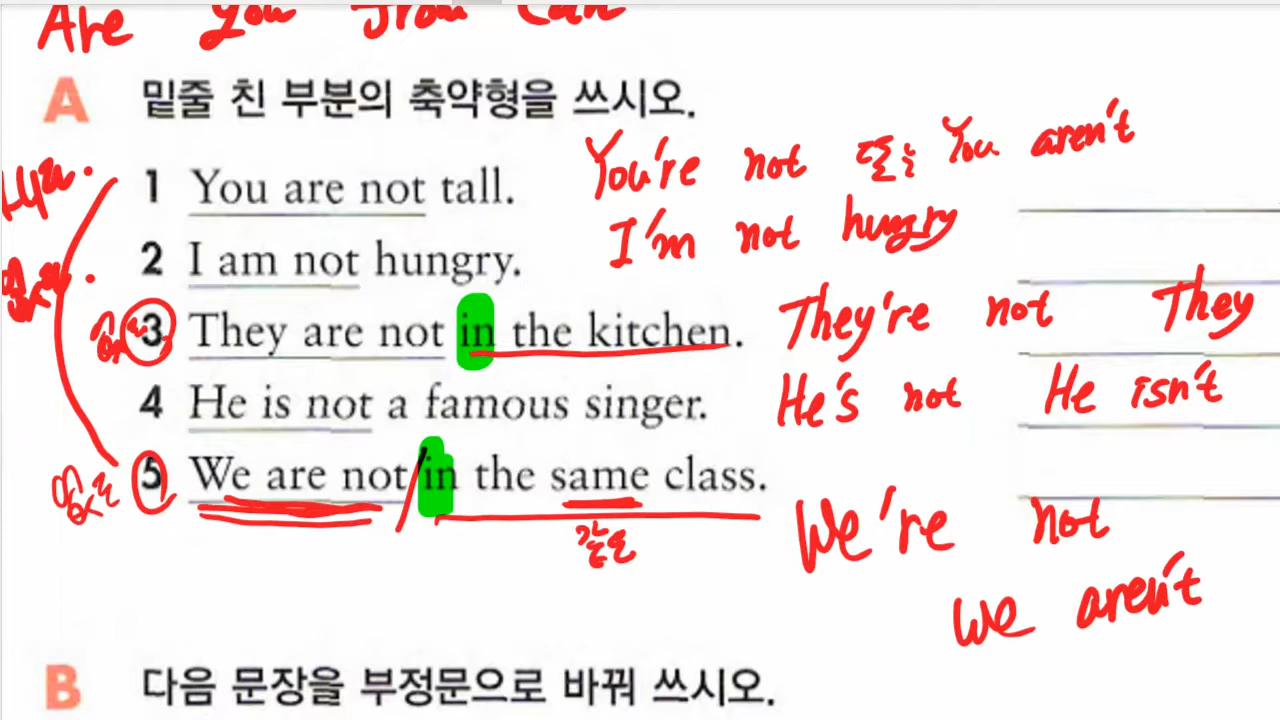 Are you from Can
A 밑줄 친 부분의 축약형을 쓰시오.
1 You are not tall. You're not 또는 You aren't
2 I am not hungry. I'm not hungry
3 They are not in the kitchen. They're not They
4 He is not a famous singer. He's not He isn't
5 We are not / in the same class. We're not
같은
we aren't
B 다음 문장을 부정문으로 바꿔 쓰시오.